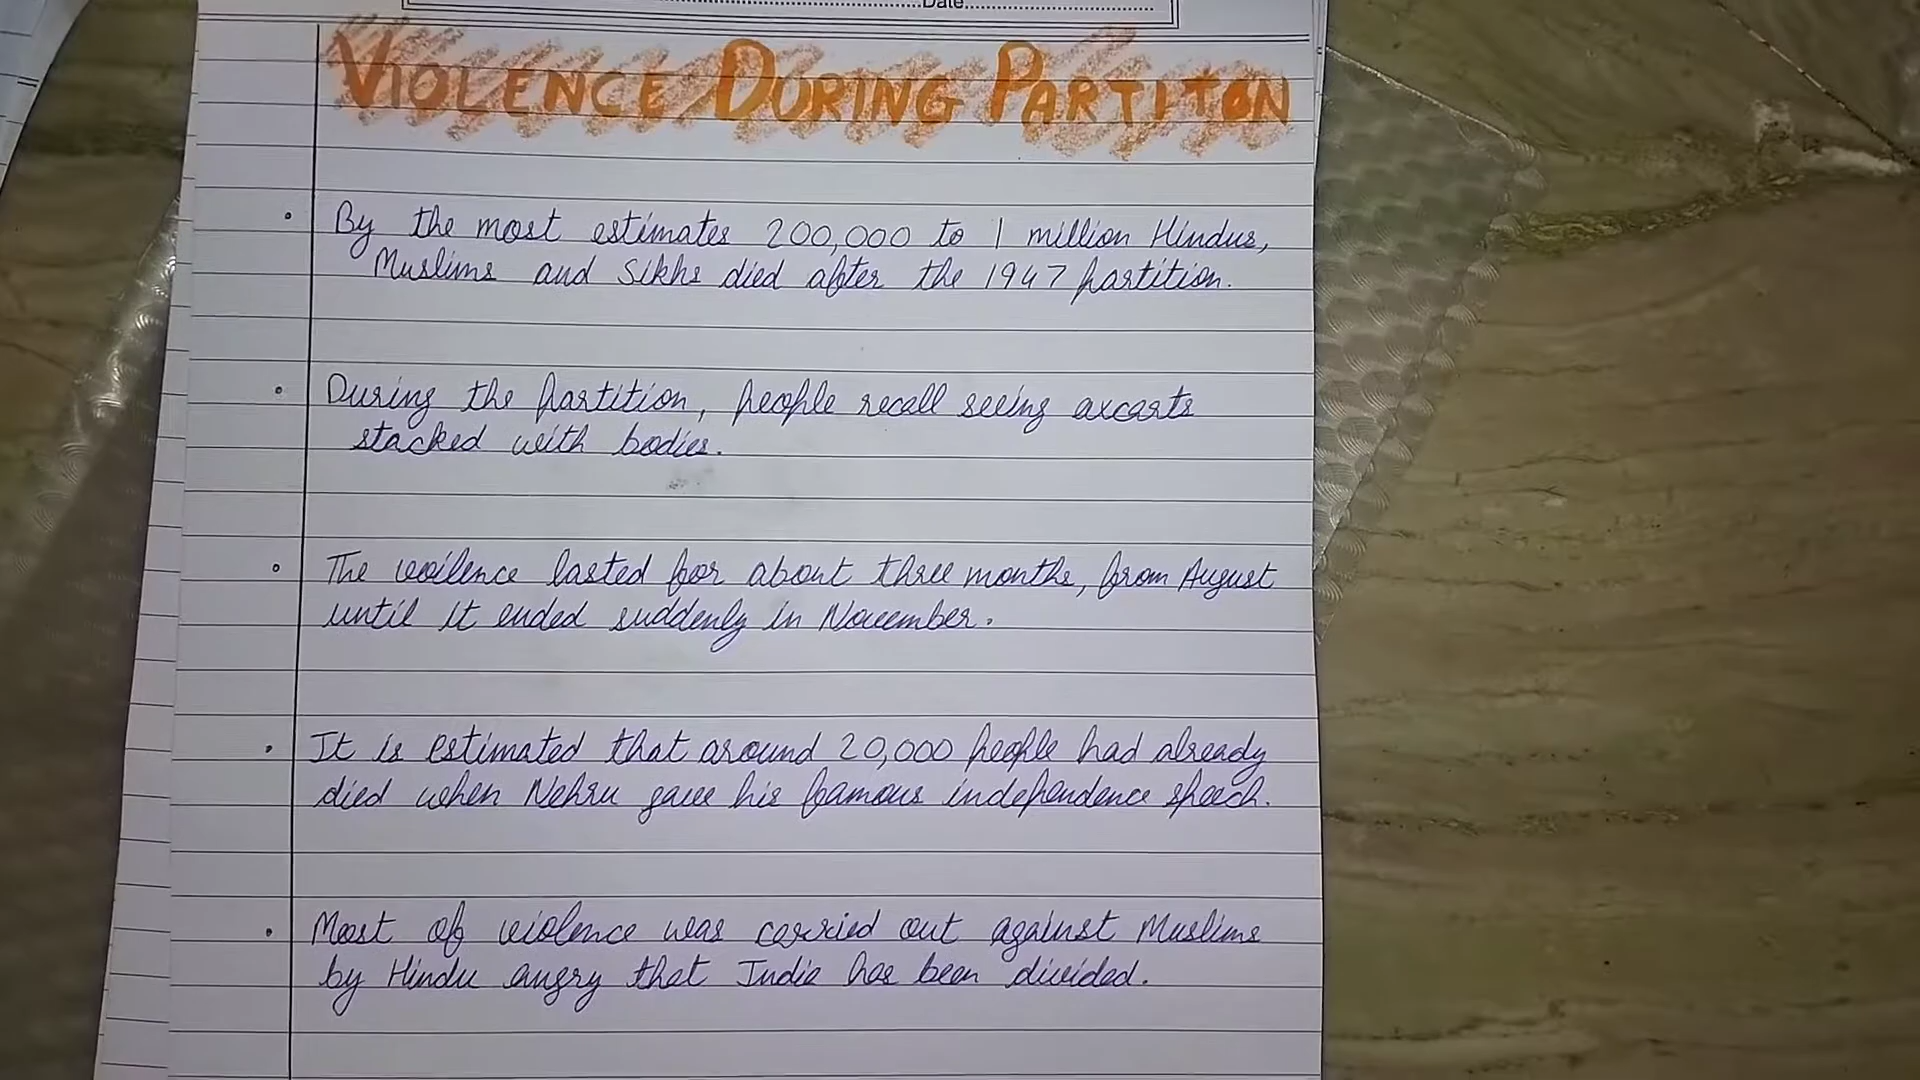 Date
VIOLENCE DURING PARTITON
By the most estimates 200,000 to 1 million Hindus,
Muslims and Sikhs died after the 1947 partition.
During the partition, people recall seeing axcarts
stacked with bodies.
The voilence lasted for about three months, from August
until it ended suddenly in November.
It is estimated that around 20,000 people had already
died when Nehru gave his famous independence speech.
Most of violence was carried out against Muslims
by Hindu angry that India has been divided.